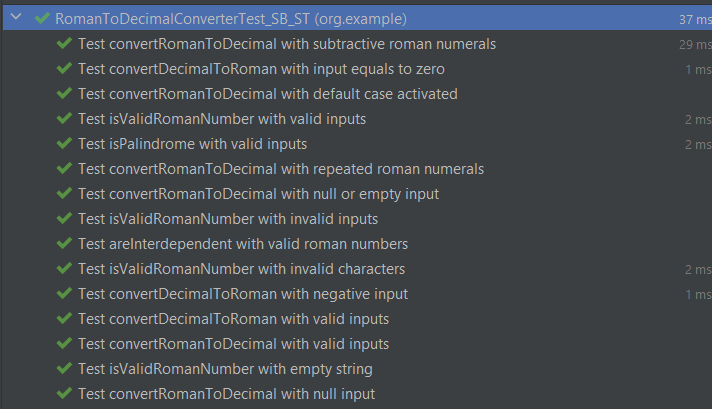 RomanToDecimalConverterTest_SB_ST (org.example) 37 ms
Test convertRomanToDecimal with subtractive roman numerals 29 ms
Test convertDecimalToRoman with input equals to zero 1 ms
Test convertRomanToDecimal with default case activated
Test isValidRomanNumber with valid inputs 2 ms
Test isPalindrome with valid inputs 2 ms
Test convertRomanToDecimal with repeated roman numerals
Test convertRomanToDecimal with null or empty input
Test isValidRomanNumber with invalid inputs
Test areInterdependent with valid roman numbers
Test isValidRomanNumber with invalid characters 2 ms
Test convertDecimalToRoman with negative input 1 ms
Test convertDecimalToRoman with valid inputs
Test convertRomanToDecimal with valid inputs
Test isValidRomanNumber with empty string
Test convertRomanToDecimal with null input